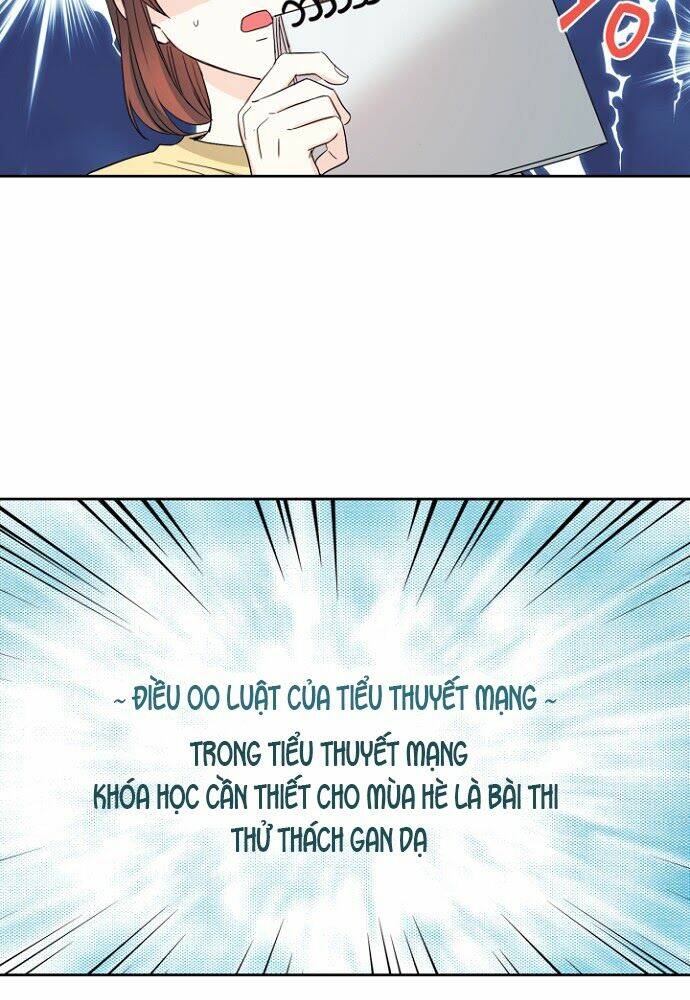 ~ ĐIỀU OO LUẬT CỦA TIỂU THUYẾT MẠNG ~
TRONG TIỂU THUYẾT MẠNG
KHÓA HỌC CẦN THIẾT CHO MÙA HÈ LÀ BÀI THI
THỬ THÁCH GAN DẠ